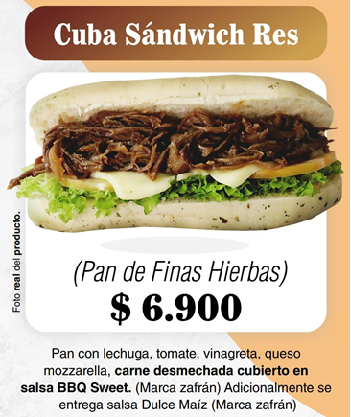 Cuba Sándwich Res
Foto real del producto.
(Pan de Finas Hierbas)
$ 6.900
Pan con lechuga, tomate, vinagreta, queso
mozzarella, carne desmechada cubierto en
salsa BBQ Sweet. (Marca zafrán) Adicionalmente se
entrega salsa Dulce Maíz (Marca zafrán)